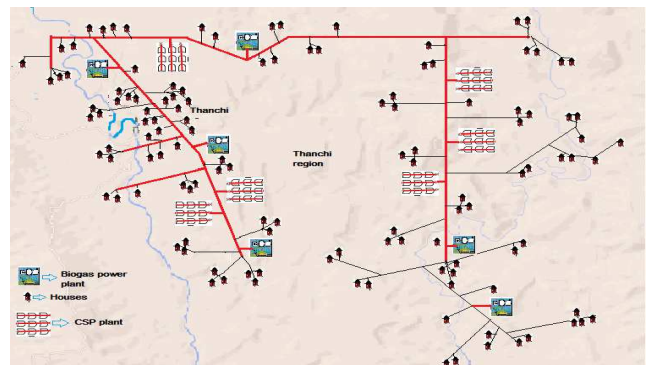 Thanchi
Thanchi
region
Biogas power
plant
Houses
CSP plant